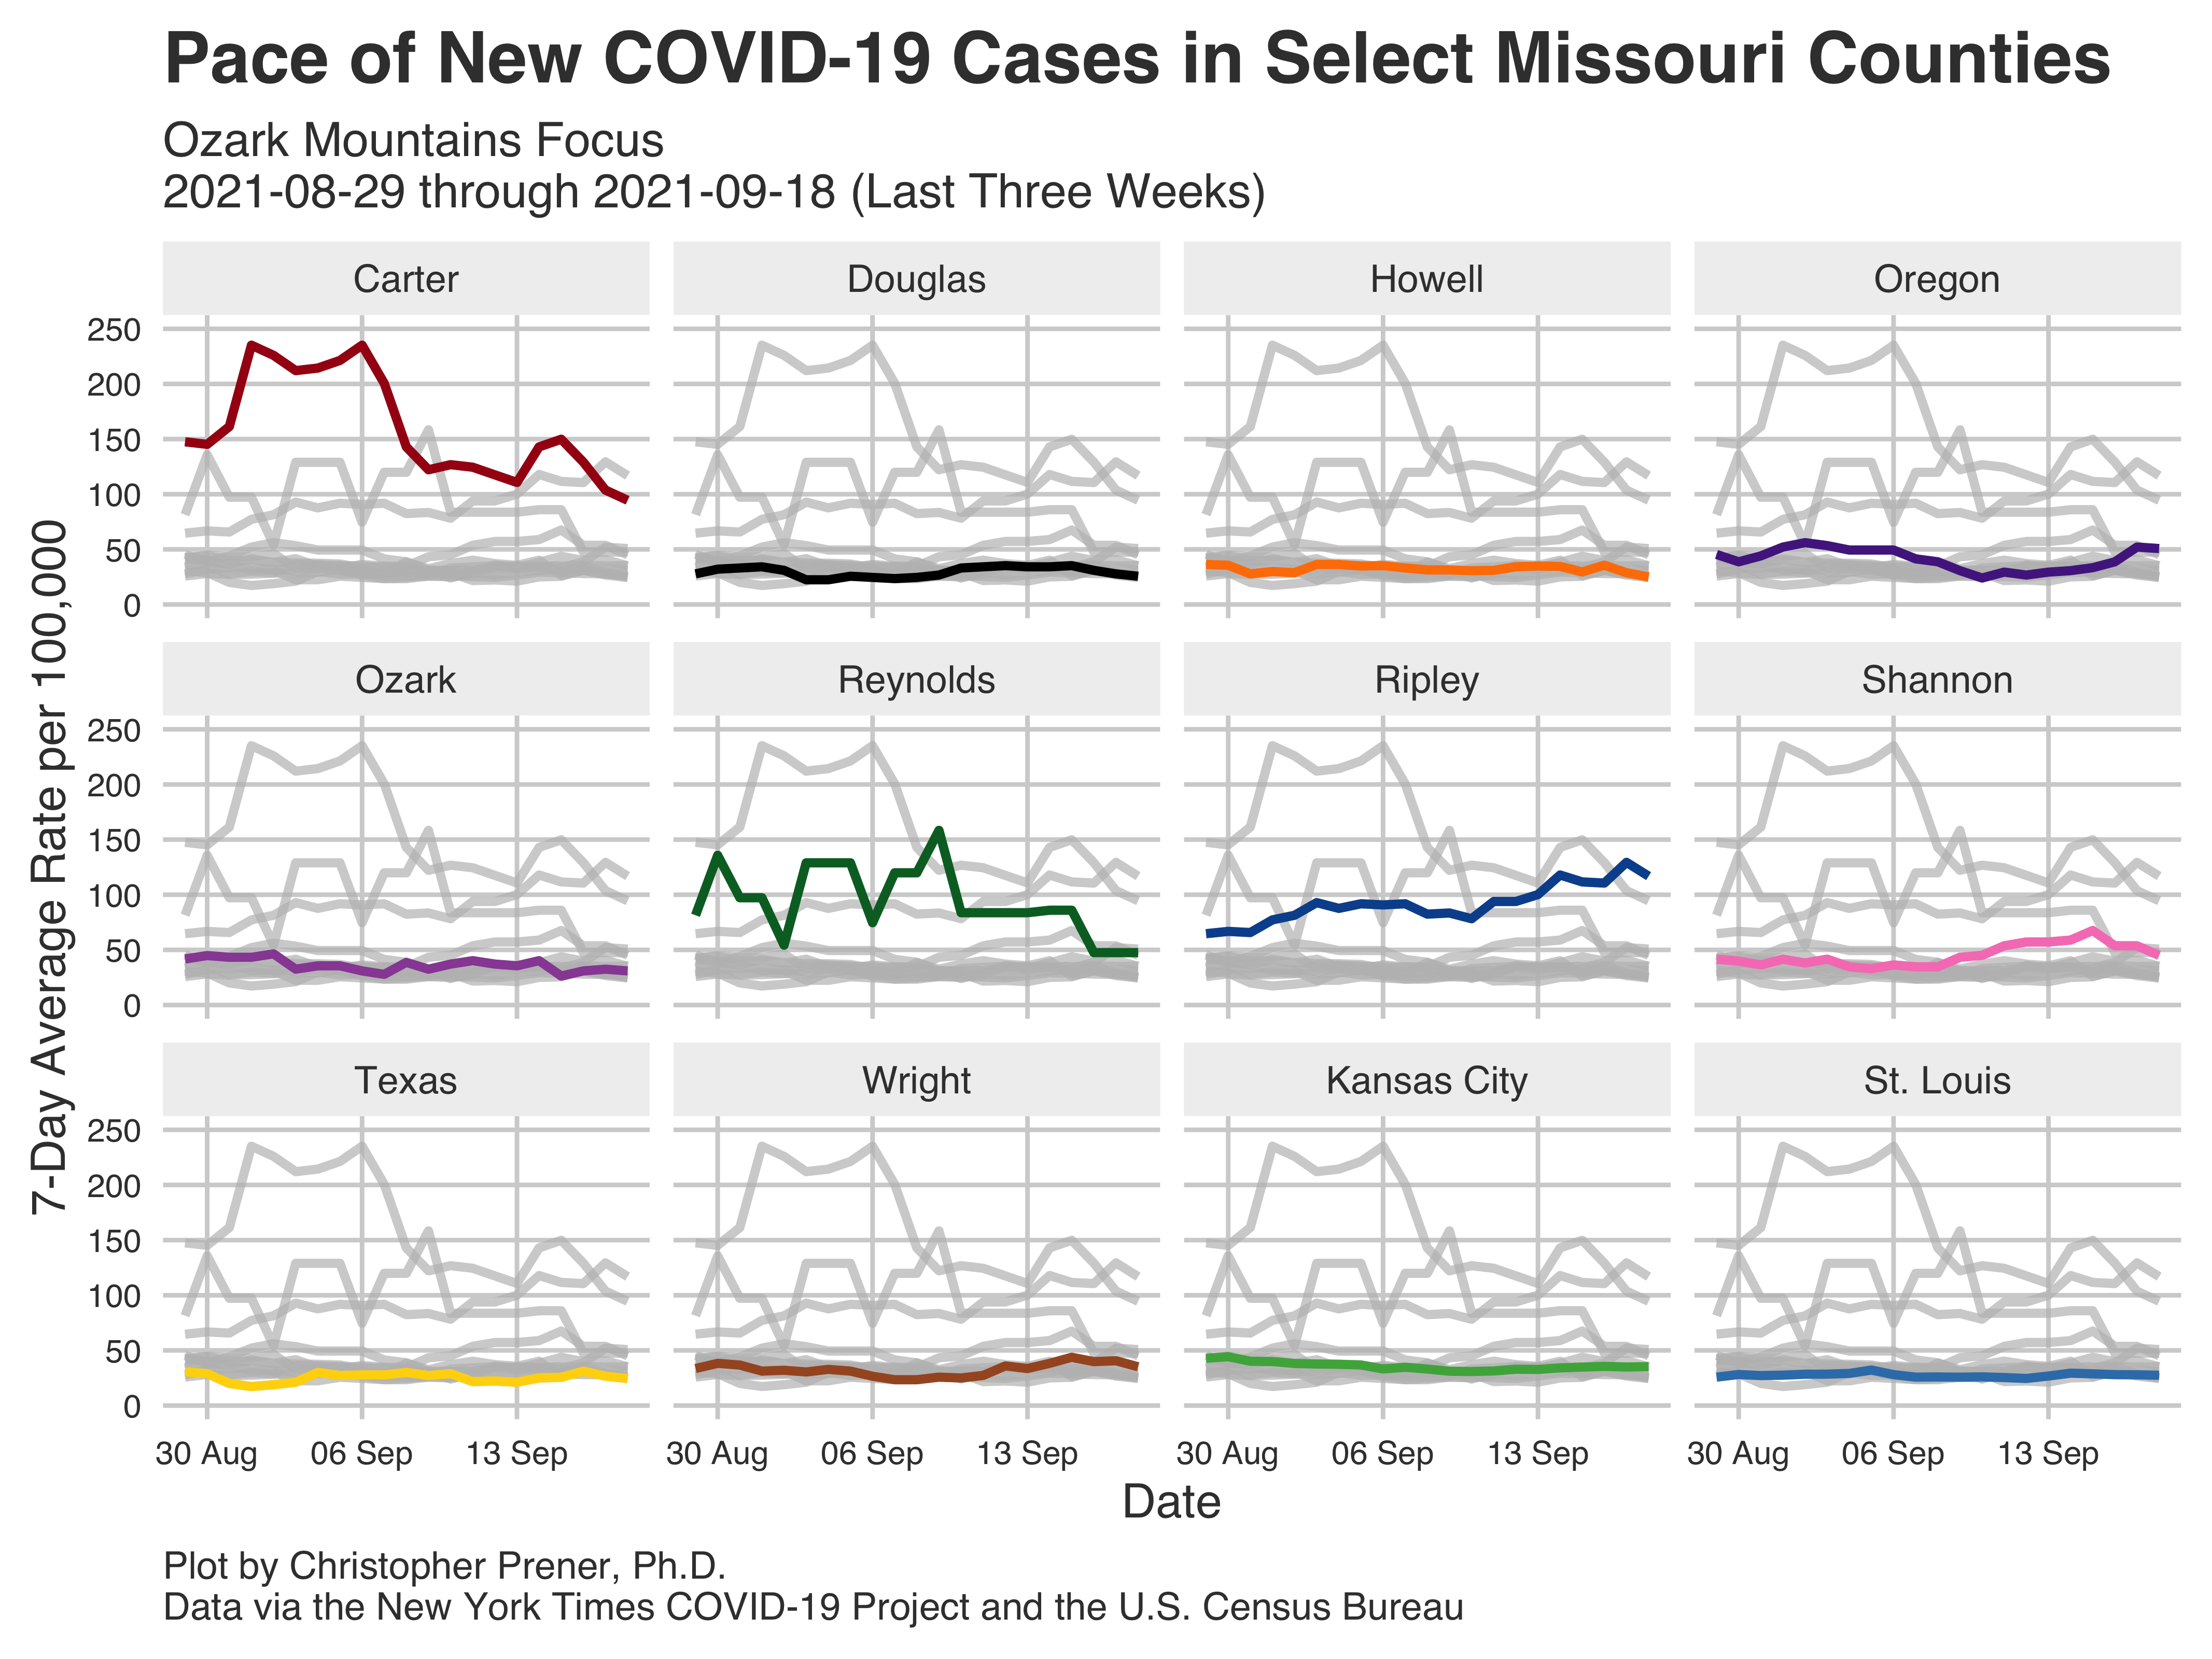 Pace of New COVID-19 Cases in Select Missouri Counties
Ozark Mountains Focus
2021-08-29 through 2021-09-18 (Last Three Weeks)
Carter
Douglas
Howell
Oregon
250
200
150
100
50
0
Ozark
Reynolds
Ripley
Shannon
250
200
150
100
50
0
Texas
Wright
Kansas City
St. Louis
250
200
150
100
50
0
7-Day Average Rate per 100,000
30 Aug 06 Sep 13 Sep
30 Aug 06 Sep 13 Sep
30 Aug 06 Sep 13 Sep
30 Aug 06 Sep 13 Sep
Date
Plot by Christopher Prener, Ph.D.
Data via the New York Times COVID-19 Project and the U.S. Census Bureau